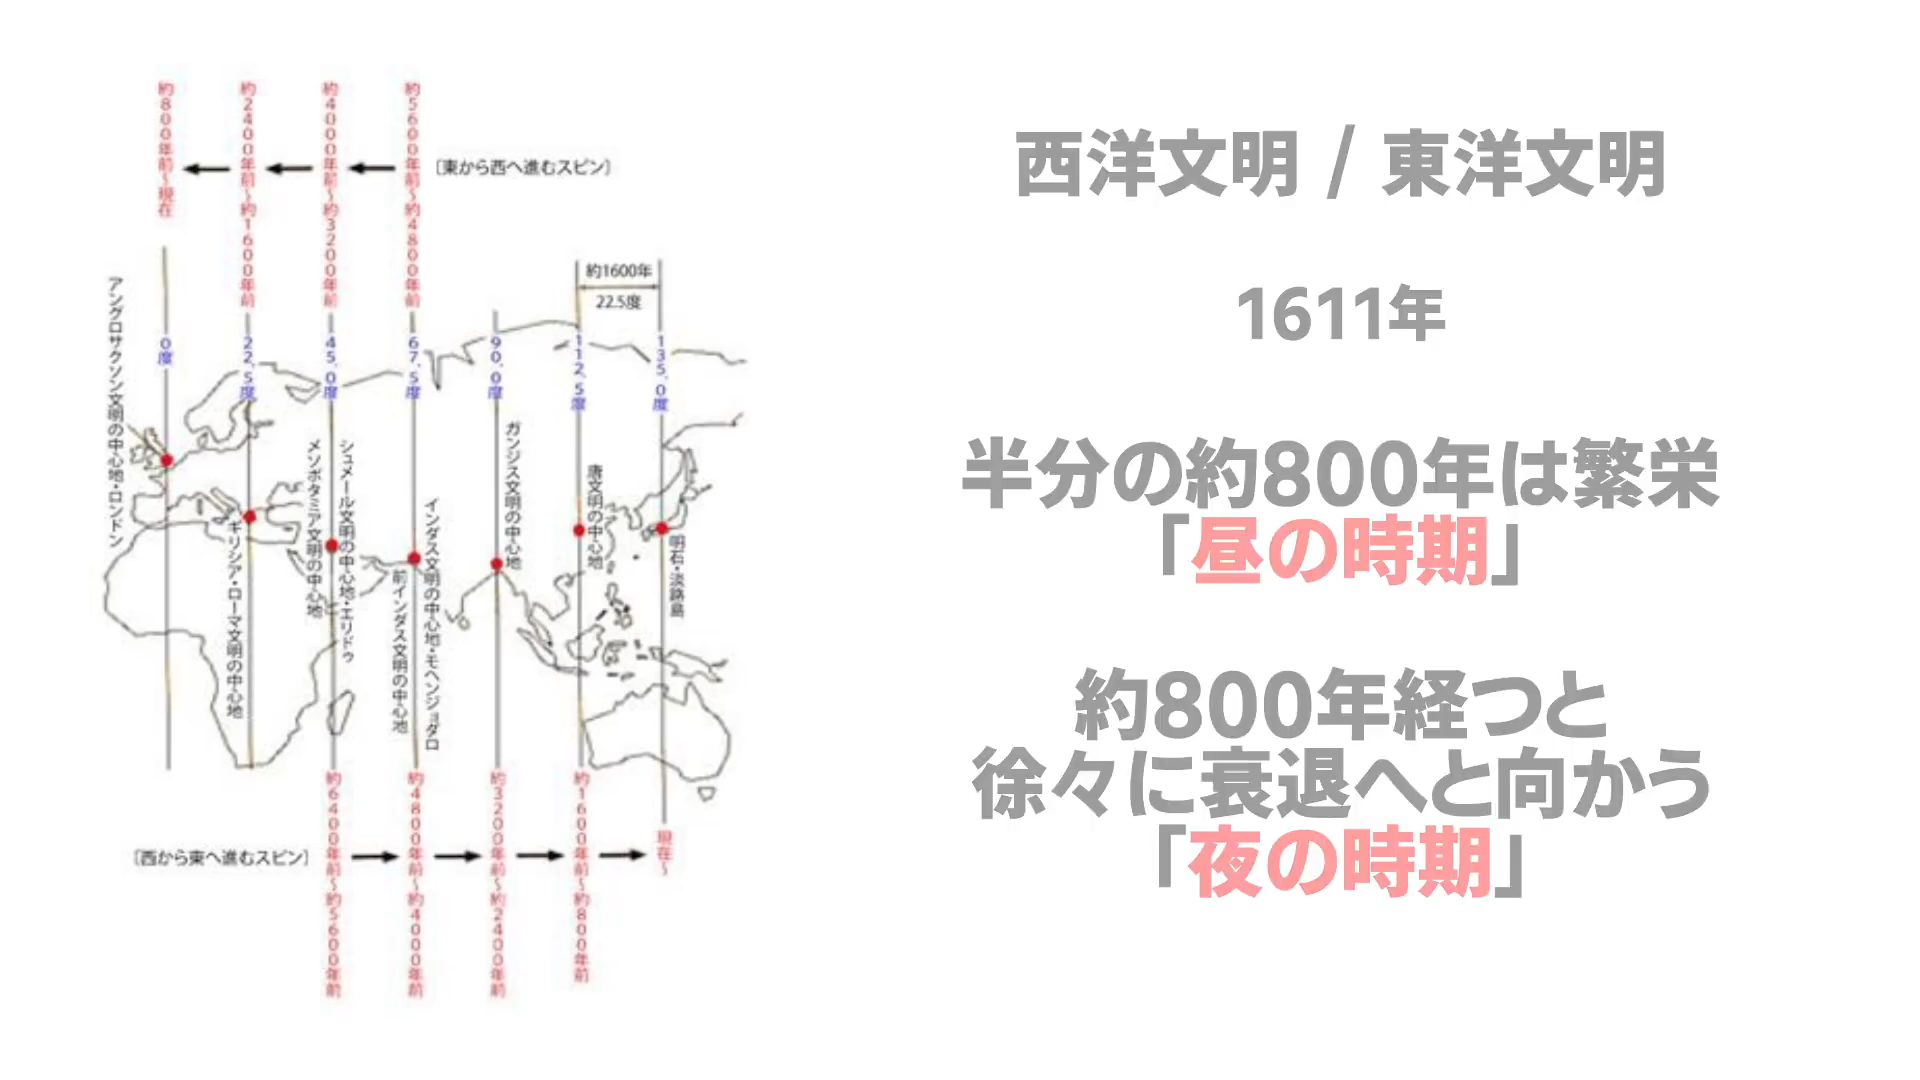 約800年前～現在
約2400年前～約1600年前
約4000年前～約3200年前
約5600年前～約4800年前
〔東から西へ進むスピン〕
約1600年
22.5度
0度
22.5度
45.0度
67.5度
90.0度
112.5度
135.0度
アングロサクソン文明の中心地・ロンドン
ギリシア・ローマ文明の中心地
メソポタミア文明の中心地
シュメール文明の中心地・エリドゥ
前インダス文明の中心地
インダス文明の中心地・モヘンジョダロ
ガンジス文明の中心地
唐文明の中心地
明石・淡路島
〔西から東へ進むスピン〕
約6400年前～約5600年前
約4800年前～約4000年前
約3200年前～約2400年前
約1600年前～約800年前
現在～
西洋文明 / 東洋文明
1611年
半分の約800年は繁栄
「昼の時期」
約800年経つと
徐々に衰退へと向かう
「夜の時期」